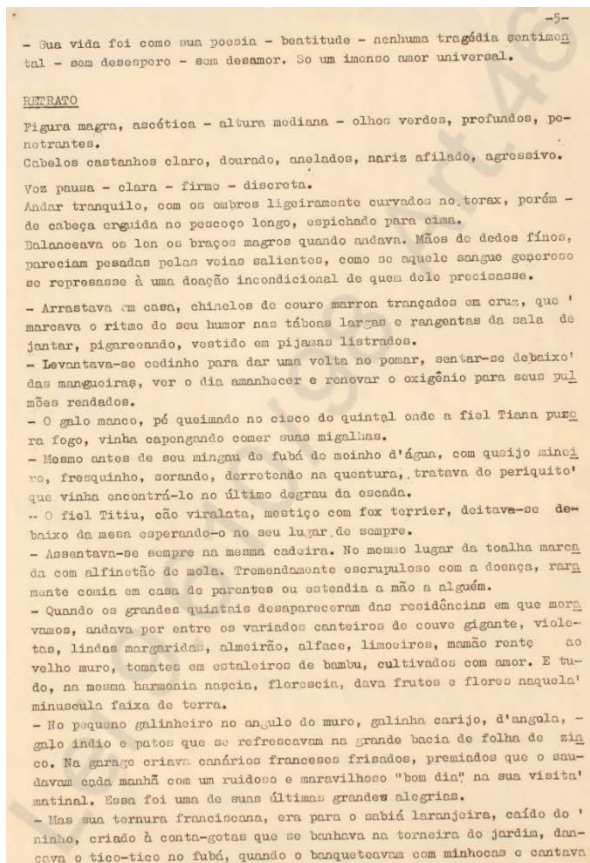 -5-
- Sua vida foi como sua poesia - beatitude - nenhuma tragédia sentimen
tal - sem desespero - sem desamor. So um imenso amor universal.
RETRATO
Figura magra, ascética - altura mediana - olhos verdes, profundos, pe-
netrantes.
Cabelos castanhos claro, dourado, anelados, nariz afilado, agressivo.
Voz pausa - clara - firme - discreta.
Andar tranquilo, com os ombros ligeiramente curvados no torax, porém -
de cabeça erguida no pescoço longo, espichado para cima.
Balanceava os lon os braços magros quando andava. Mãos de dedos fínos,
pareciam pesadas pelas veias salientes, como se aquele sangue generoso
se represasse à uma doação incondicional de quem dele precisasse.
- Arrastava em casa, chinelos de couro marron trançados em cruz, que '
marcava o ritmo do seu humor nas táboas largas e rangentas da sala de
jantar, pigareando, vestido em pijamas listrados.
- Levantava-se cedinho para dar uma volta no pomar, sentar-se debaixo'
das mangueiras, ver o dia amanhecer e renovar o oxigênio para seus pul
mões rendados.
- O galo manco, pé queimado no cisco do quintal onde a fiel Tiana puze
ra fogo, vinha capengando comer suas migalhas.
- Mesmo antes de seu mingau de fubá de moinho d'água, com queijo minei
ro, fresquinho, sorando, derretendo na quentura, tratava do periquito'
que vinha encontrá-lo no último degrau da escada.
-- O fiel Titiu, cão viralata, mestiço com fox terrier, deitava-se de-
baixo da mesa esperando-o no seu lugar de sempre.
- Assentava-se sempre na mesma cadeira. No mesmo lugar da toalha marca
da com alfinetão de mola. Tremendamente escrupuloso com a doença, rara
mente comia em casa de parentes ou estendia a mão a alguém.
- Quando os grandes quintais desapareceram das residências em que mora
vamos, andava por entre os variados canteiros de couve gigante, viole-
tas, lindas margaridas, almeirão, alface, limoeiros, mamão rente ao
velho muro, tomates em estaleiros de bambu, cultivados com amor. E tu-
do, na mesma harmonia nascia, florescia, dava frutos e flores naquela'
minuscula faixa de terra.
- No pequeno galinheiro no angulo do muro, galinha carijo, d'angola, -
galo indio e patos que se refrescavam na grande bacia de folha de zin
co. Na garage criava canários franceses frisados, premiados que o sau-
davam cada manhã com um ruidoso e maravilhoso "bom dia" na sua visita'
matinal. Essa foi uma de suas últimas grandes alegrias.
- Mas sua ternura franciscana, era para o sabiá laranjeira, caído do '
ninho, criado à conta-gotas que se banhava na torneira do jardim, dan-
çava o tico-tico no fubá, quando o banqueteavam com minhocas e cantava